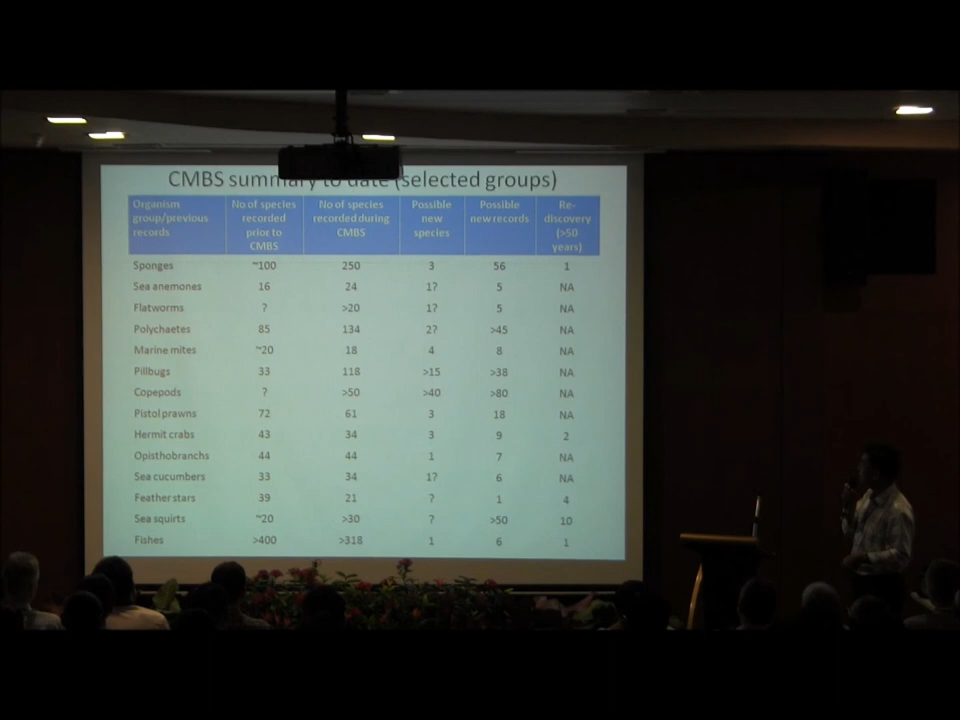 CMBS summary to date (selected groups)
Organism group/previous records | No of species recorded prior to CMBS | No of species recorded during CMBS | Possible new species | Possible new records | Re-discovery (>50 years)
Sponges ~100 250 3 56 1
Sea anemones 16 24 1? 5 NA
Flatworms ? >20 1? 5 NA
Polychaetes 85 134 2? >45 NA
Marine mites ~20 18 4 8 NA
Pillbugs 33 118 >15 >38 NA
Copepods ? >50 >40 >80 NA
Pistol prawns 72 61 3 18 NA
Hermit crabs 43 34 3 9 2
Opisthobranchs 44 44 1 7 NA
Sea cucumbers 33 34 1? 6 NA
Feather stars 39 21 ? 1 4
Sea squirts ~20 >30 ? >50 10
Fishes >400 >318 1 6 1